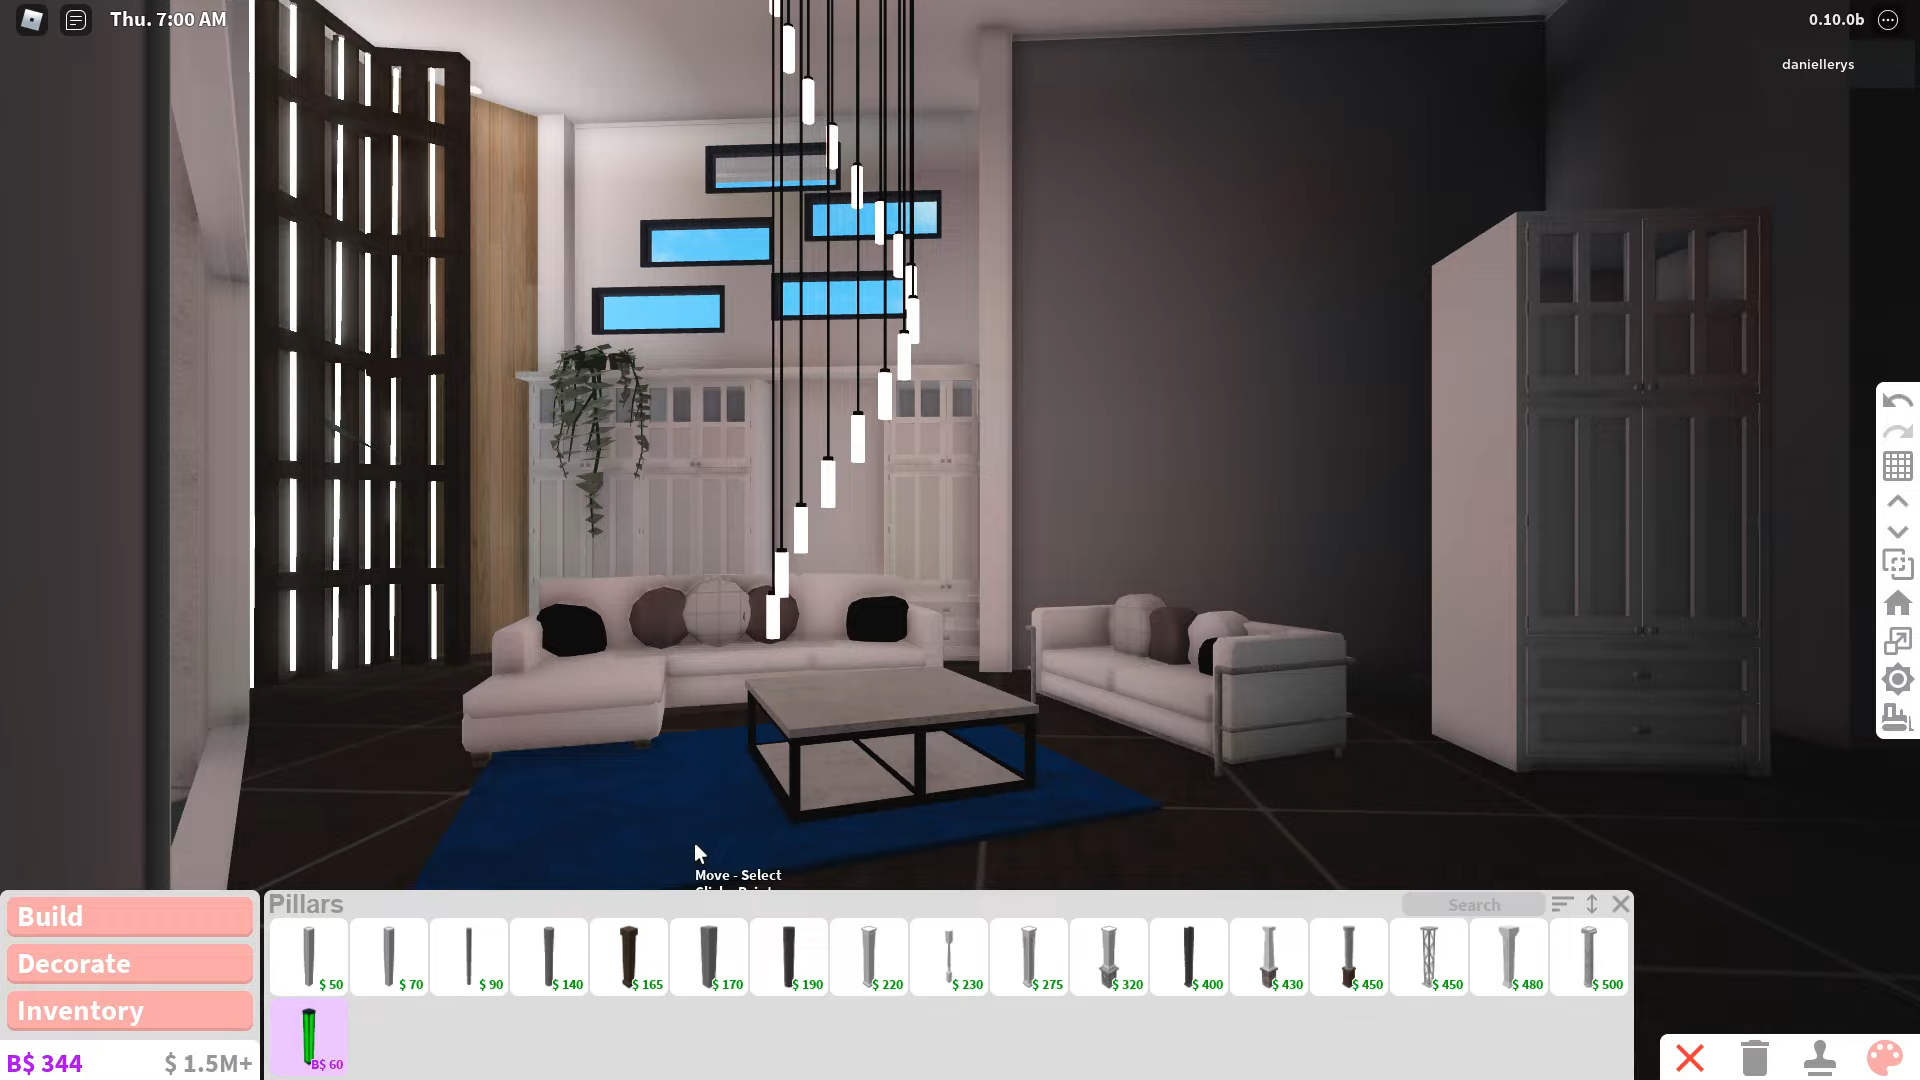 Thu. 7:00 AM
0.10.0b
daniellerys
Move - Select
Build
Decorate
Inventory
B$ 344
$ 1.5M+
Pillars
Search
$ 50
$ 70
$ 90
$ 140
$ 165
$ 170
$ 190
$ 220
$ 230
$ 275
$ 320
$ 400
$ 430
$ 450
$ 450
$ 480
$ 500
B$ 60